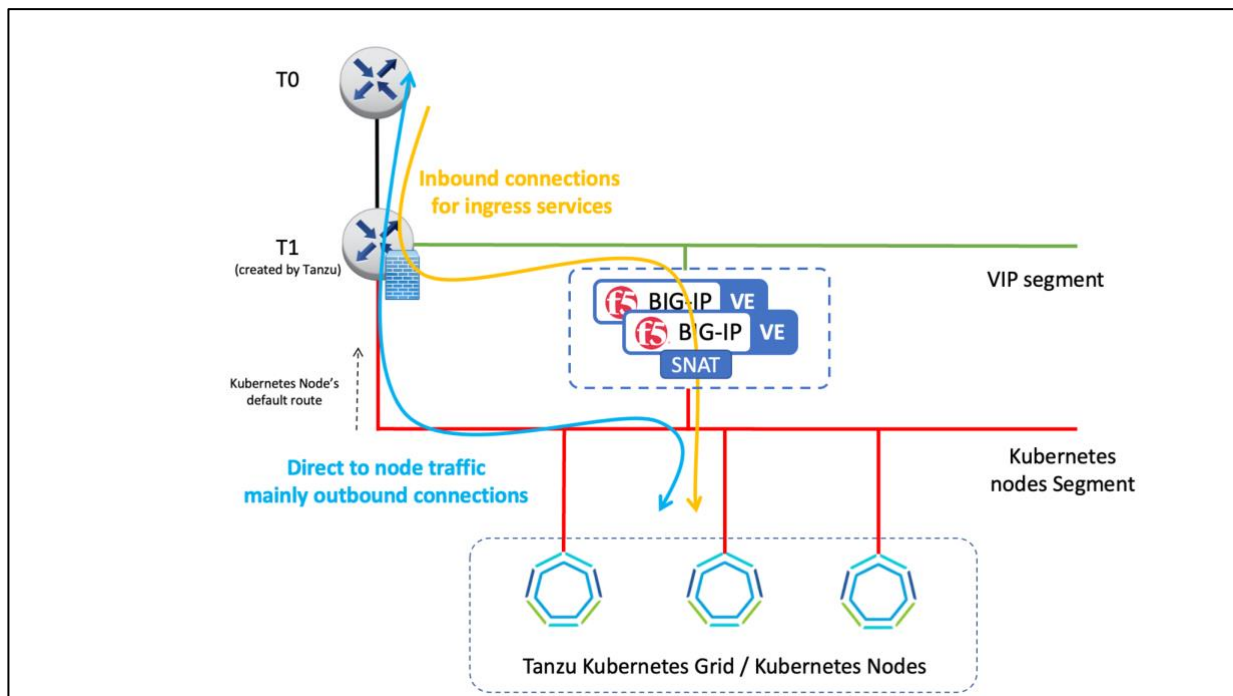 T0
Inbound connections
for ingress services
T1
(created by Tanzu)
VIP segment
f5 BIG-IP VE
f5 BIG-IP VE
SNAT
Kubernetes Node's
default route
Direct to node traffic
mainly outbound connections
Kubernetes
nodes Segment
Tanzu Kubernetes Grid / Kubernetes Nodes